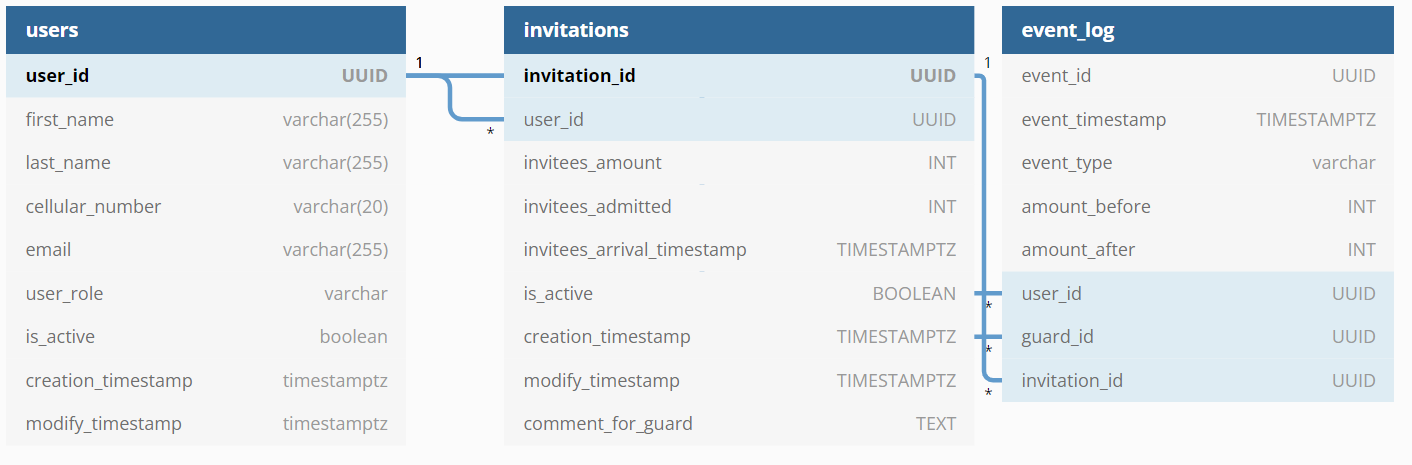 users
user_id UUID
first_name varchar(255)
last_name varchar(255)
cellular_number varchar(20)
email varchar(255)
user_role varchar
is_active boolean
creation_timestamp timestamptz
modify_timestamp timestamptz
1
*
invitations
invitation_id UUID
user_id UUID
invitees_amount INT
invitees_admitted INT
invitees_arrival_timestamp TIMESTAMPTZ
is_active BOOLEAN
creation_timestamp TIMESTAMPTZ
modify_timestamp TIMESTAMPTZ
comment_for_guard TEXT
1
*
*
*
event_log
event_id UUID
event_timestamp TIMESTAMPTZ
event_type varchar
amount_before INT
amount_after INT
user_id UUID
guard_id UUID
invitation_id UUID